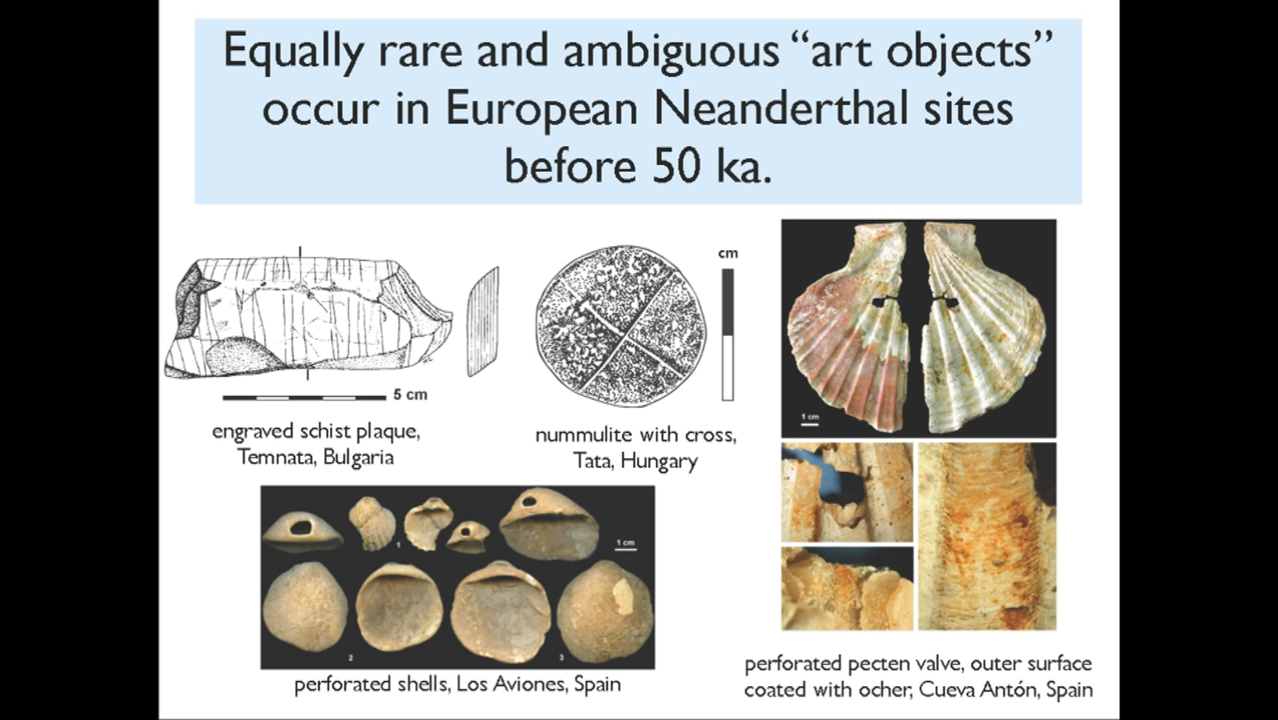 Equally rare and ambiguous “art objects”
occur in European Neanderthal sites
before 50 ka.
cm
5 cm
engraved schist plaque,
Temnata, Bulgaria
nummulite with cross,
Tata, Hungary
1 cm
1
1 cm
2
3
perforated shells, Los Aviones, Spain
perforated pecten valve, outer surface
coated with ocher, Cueva Antón, Spain